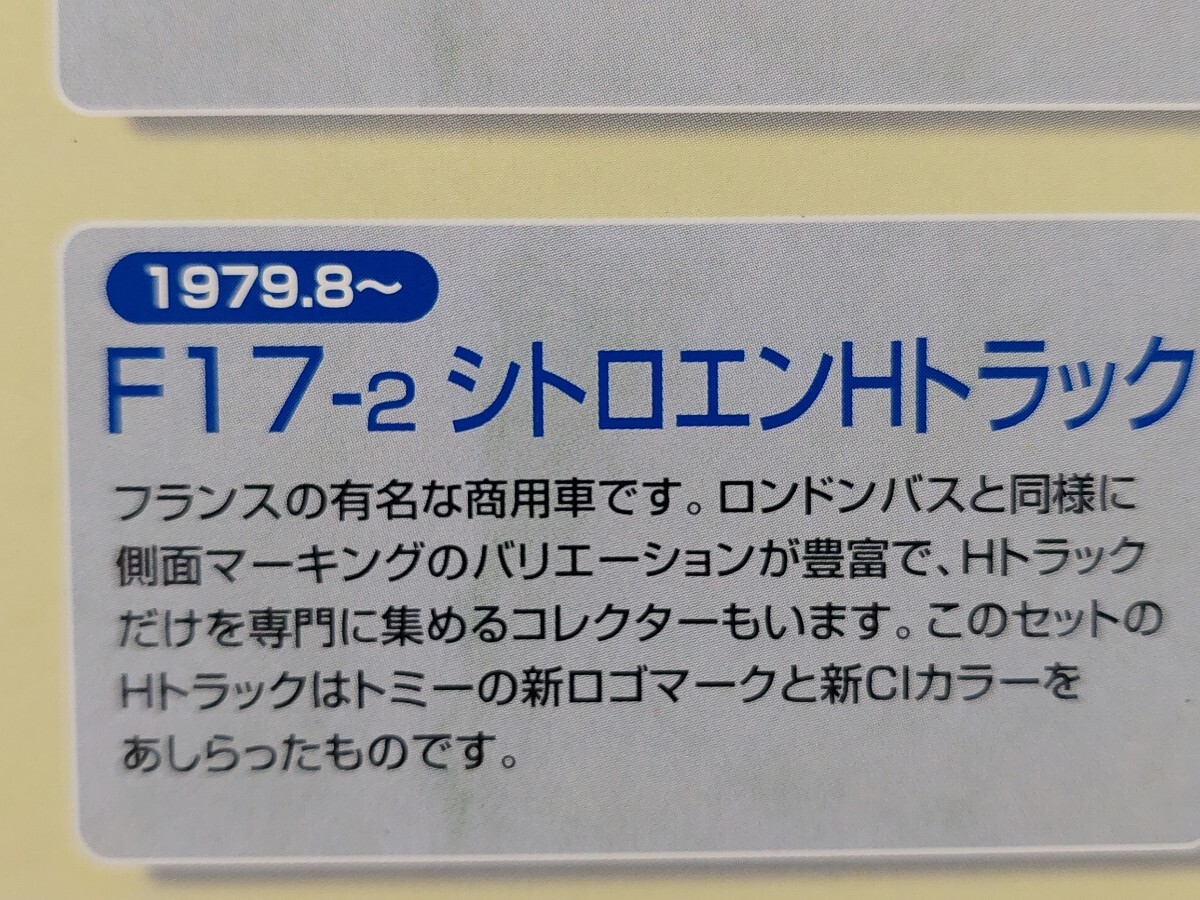 1979.8～
F17-2 シトロエンHトラック
フランスの有名な商用車です。ロンドンバスと同様に
側面マーキングのバリエーションが豊富で、Hトラック
だけを専門に集めるコレクターもいます。このセットの
Hトラックはトミーの新ロゴマークと新CIカラーを
あしらったものです。